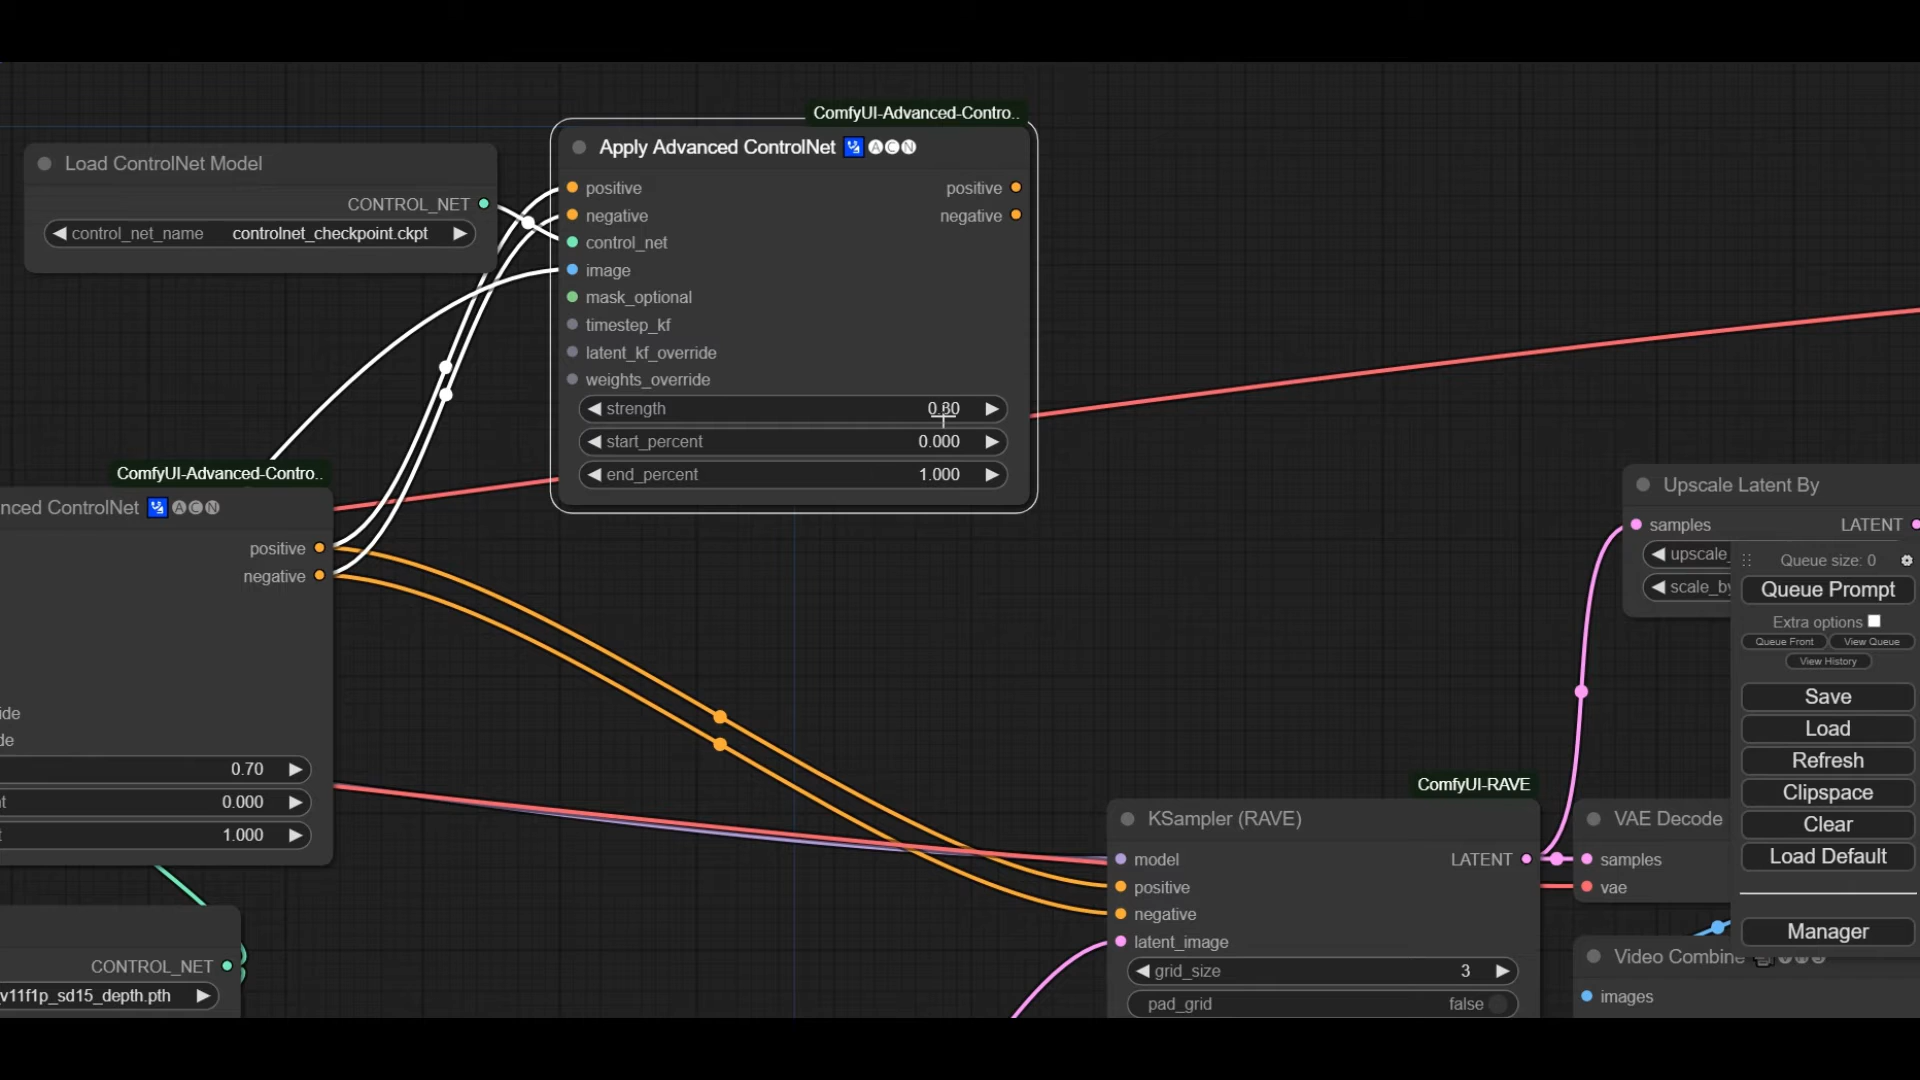 ComfyUI-Advanced-Contro..
Apply Advanced ControlNet
ACN
Load ControlNet Model
CONTROL_NET
control_net_name controlnet_checkpoint.ckpt
positive positive
negative negative
control_net
image
mask_optional
timestep_kf
latent_kf_override
weights_override
strength
start_percent 0.000
end_percent 1.000
ComfyUI-Advanced-Contro..
nced ControlNet
ACN
positive
negative
ide
de
0.70
t 0.000
1.000
CONTROL_NET
v11f1p_sd15_depth.pth
Upscale Latent By
samples LATENT
upscale_
scale_by
Queue size: 0
Queue Prompt
Extra options
Queue Front View Queue
View History
Save
Load
Refresh
Clipspace
Clear
Load Default
Manager
ComfyUI-RAVE
KSampler (RAVE)
model LATENT
positive
negative
latent_image
grid_size 3
pad_grid false
VAE Decode
samples
vae
Video Combine
images